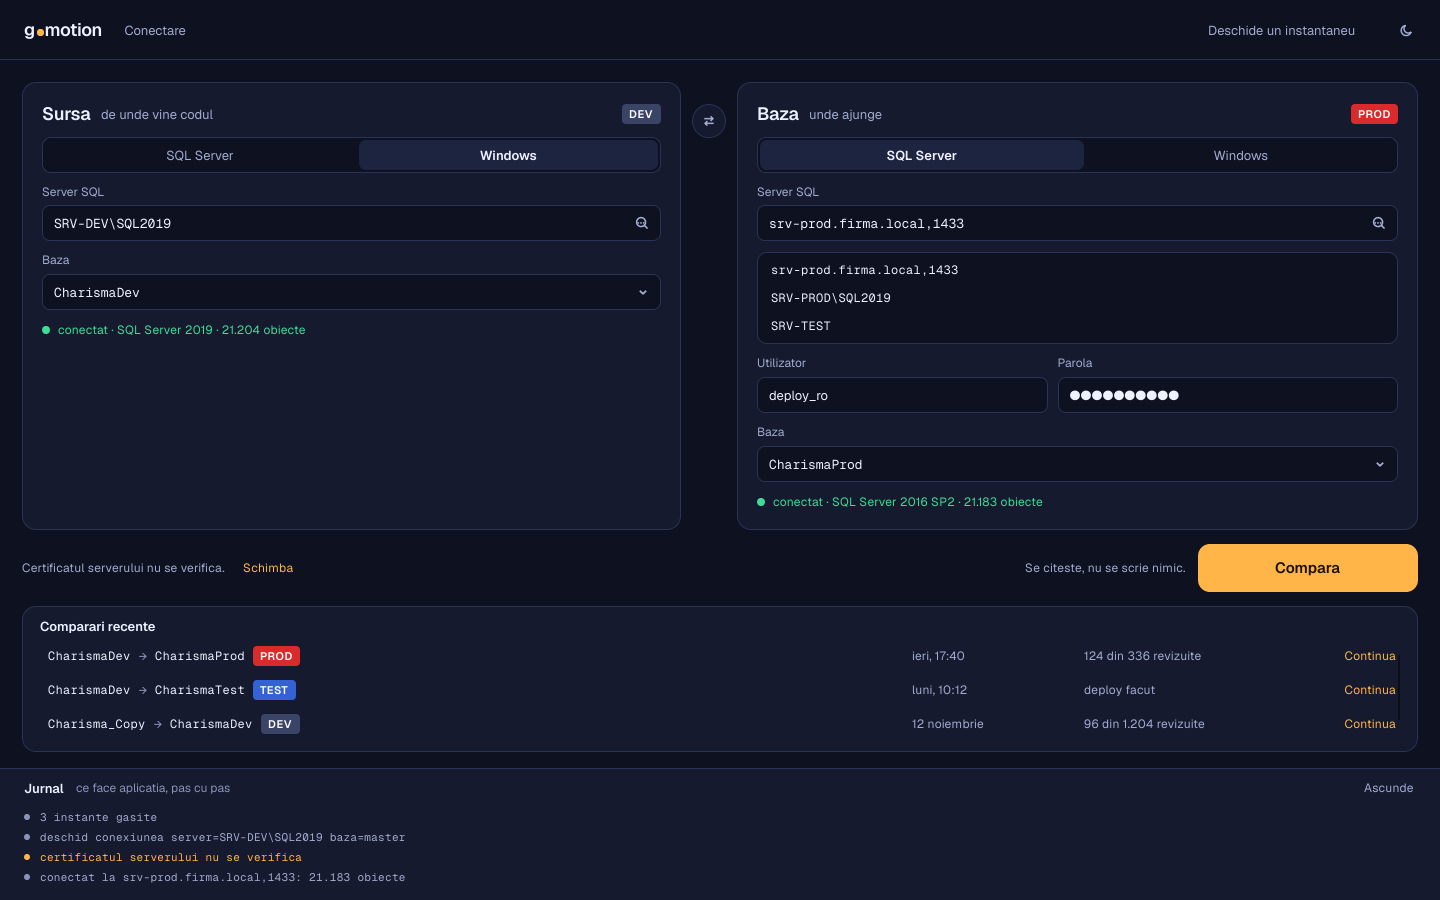 gomotion Conectare Deschide un instantaneu
Sursa de unde vine codul DEV
SQL Server Windows
Server SQL
SRV-DEV\SQL2019
Baza
CharismaDev
conectat · SQL Server 2019 · 21.204 obiecte
Baza unde ajunge PROD
SQL Server Windows
Server SQL
srv-prod.firma.local,1433
srv-prod.firma.local,1433
SRV-PROD\SQL2019
SRV-TEST
Utilizator Parola
deploy_ro ●●●●●●●●●●
Baza
CharismaProd
conectat · SQL Server 2016 SP2 · 21.183 obiecte
Certificatul serverului nu se verifica. Schimba Se citeste, nu se scrie nimic. Compara
Comparari recente
CharismaDev → CharismaProd PROD ieri, 17:40 124 din 336 revizuite Continua
CharismaDev → CharismaTest TEST luni, 10:12 deploy facut Continua
Charisma_Copy → CharismaDev DEV 12 noiembrie 96 din 1.204 revizuite Continua
Jurnal ce face aplicatia, pas cu pas Ascunde
3 instante gasite
deschid conexiunea server=SRV-DEV\SQL2019 baza=master
certificatul serverului nu se verifica
conectat la srv-prod.firma.local,1433: 21.183 obiecte